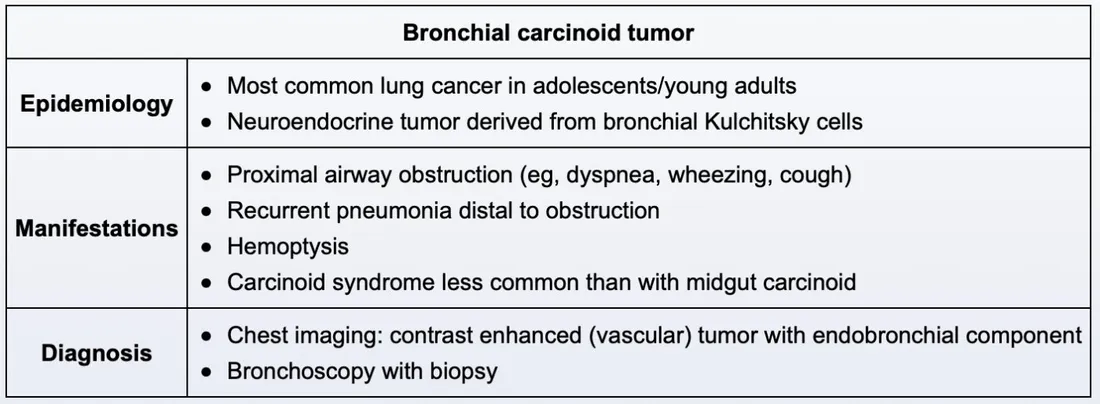 Bronchial carcinoid tumor
Epidemiology
● Most common lung cancer in adolescents/young adults
● Neuroendocrine tumor derived from bronchial Kulchitsky cells
Manifestations
● Proximal airway obstruction (eg, dyspnea, wheezing, cough)
● Recurrent pneumonia distal to obstruction
● Hemoptysis
● Carcinoid syndrome less common than with midgut carcinoid
Diagnosis
● Chest imaging: contrast enhanced (vascular) tumor with endobronchial component
● Bronchoscopy with biopsy